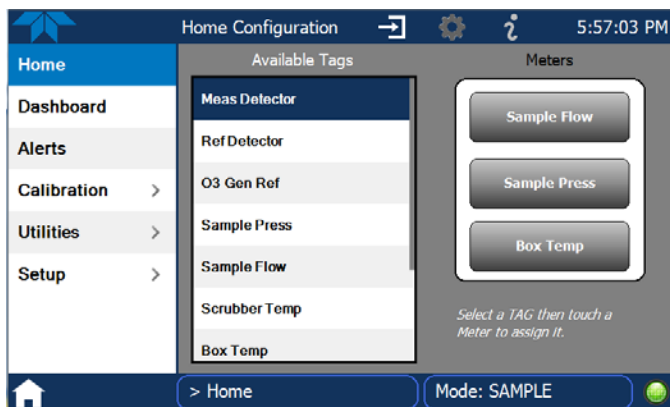 Home Configuration
5:57:03 PM
Home
Dashboard
Alerts
Calibration >
Utilities >
Setup >
Available Tags
Meas Detector
Ref Detector
O3 Gen Ref
Sample Press
Sample Flow
Scrubber Temp
Box Temp
Meters
Sample Flow
Sample Press
Box Temp
Select a TAG then touch a
Meter to assign it.
> Home
Mode: SAMPLE